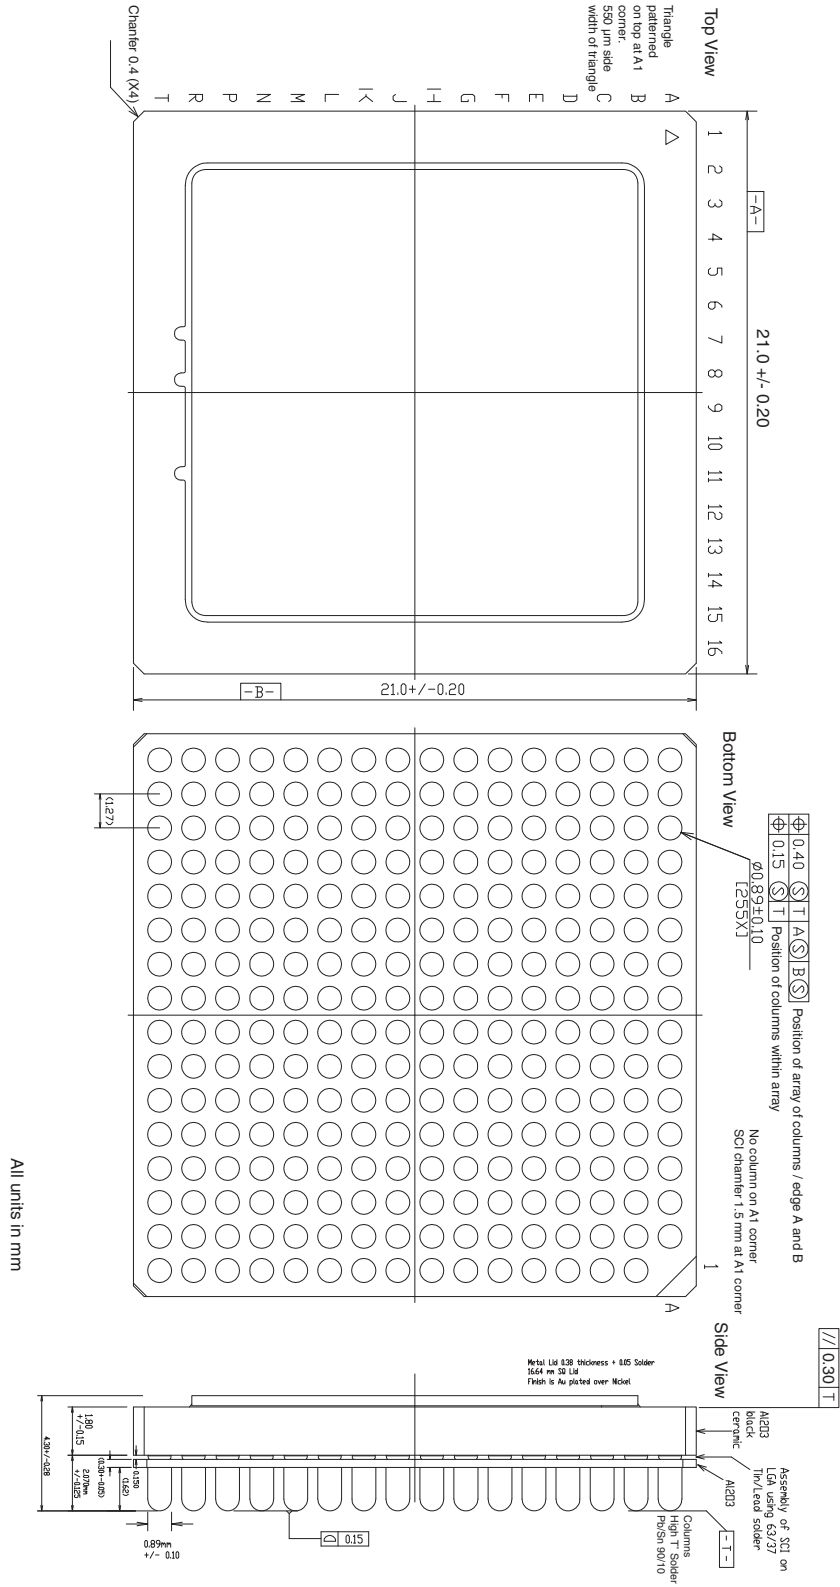 Top View
Triangle
patterned
on top at A1
corner.
550 μm side
width of triangle
-A-
21.0 +/- 0.20
1 2 3 4 5 6 7 8 9 10 11 12 13 14 15 16
A
B
C
D
E
F
G
H
J
K
L
M
N
P
R
T
Chanfer 0.4 (X4)
-B-
21.0+/-0.20
Bottom View
⌖ 0.40 Ⓢ T A Ⓢ B Ⓢ Position of array of columns / edge A and B
⌖ 0.15 Ⓢ T Position of columns within array
Ø0.89±0.10
[255X]
(1.27)
No column on A1 corner
SCI chamfer 1.5 mm at A1 corner
1
A
All units in mm
Side View
// 0.30 T
Metal Lid 0.38 thickness + 0.05 Solder
16.64 mm SQ Lid
Finish is Au plated over Nickel
Al2O3
black
ceramic
Assembly of SCI on
LGA using 63/37
Tin/Lead solder
Al2O3
-T-
Columns
High T° Solder
Pb/Sn 90/10
0.15
0.150
(1.62)
(0.30+-0.05)
2.070mm
+/-0.125
1.80
+/-0.15
4.30+/-0.28
0.89mm
+/- 0.10